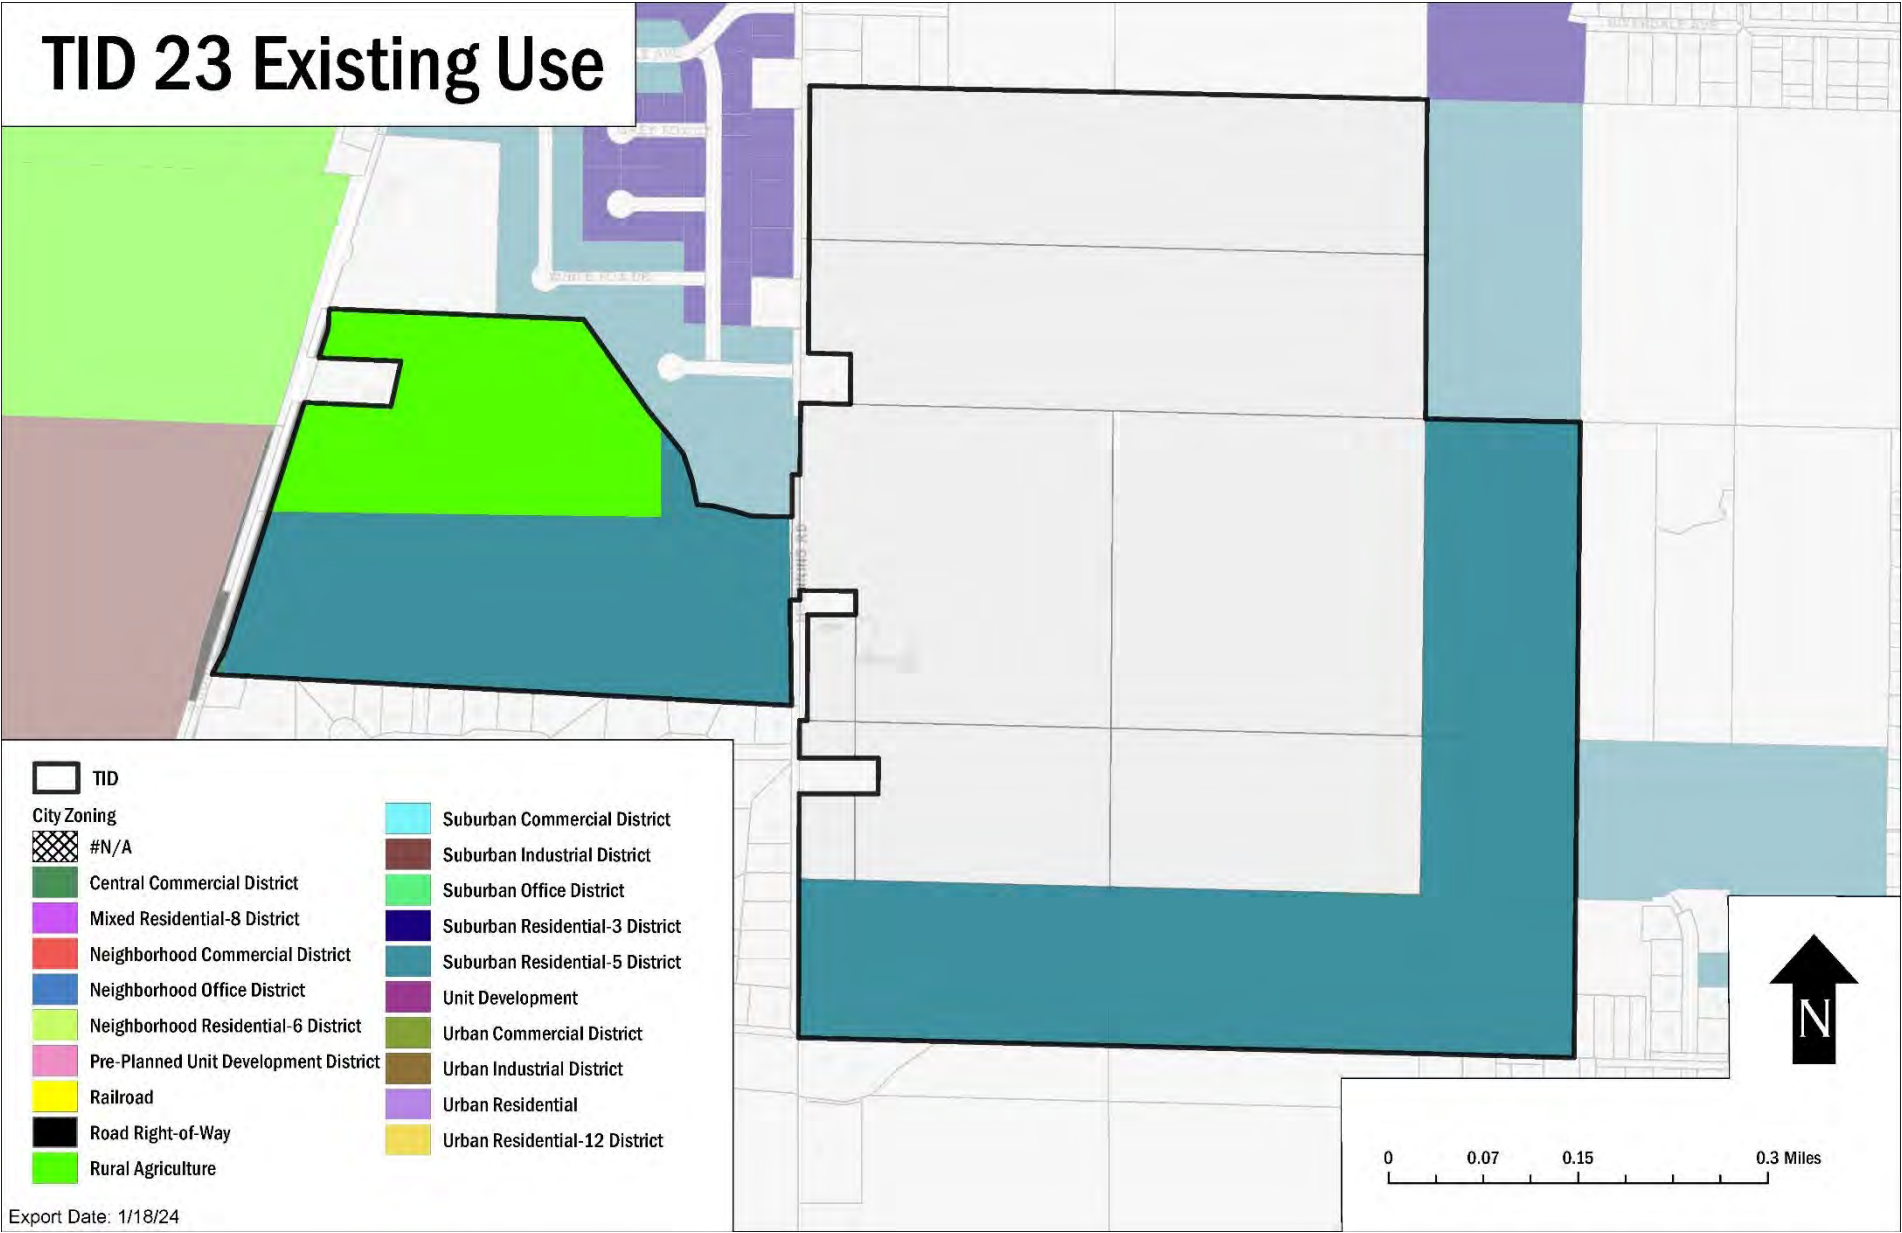 TID 23 Existing Use
RIVERDALE AVE
TID
City Zoning
#N/A
Central Commercial District
Mixed Residential-8 District
Neighborhood Commercial District
Neighborhood Office District
Neighborhood Residential-6 District
Pre-Planned Unit Development District
Railroad
Road Right-of-Way
Rural Agriculture
Suburban Commercial District
Suburban Industrial District
Suburban Office District
Suburban Residential-3 District
Suburban Residential-5 District
Unit Development
Urban Commercial District
Urban Industrial District
Urban Residential
Urban Residential-12 District
Export Date: 1/18/24
N
0 0.07 0.15 0.3 Miles